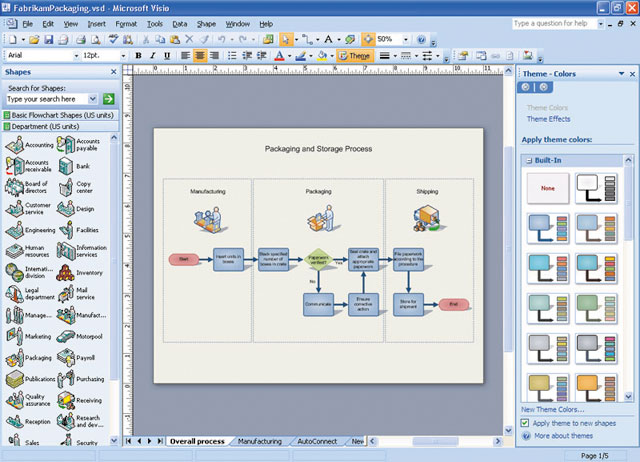 FabrikamPackaging.vsd - Microsoft Visio
File Edit View Insert Format Tools Data Shape Window Help
Type a question for help
50%
Arial 12pt. B I U A Theme
Shapes
Search for Shapes:
Type your search here
Basic Flowchart Shapes (US units)
Department (US units)
Accounting
Accounts payable
Accounts receivable
Bank
Board of directors
Copy center
Customer service
Design
Engineering
Facilities
Human resources
Information services
Internati... division
Inventory
Legal department
Mail service
Manage...
Manufact...
Marketing
Motorpool
Packaging
Payroll
Publications
Purchasing
Quality assurance
Receiving
Reception
Research and dev...
Sales
Security
Packaging and Storage Process
Manufacturing
Packaging
Shipping
Start
Insert units in boxes
Stack specified number of boxes in crate
Paperwork verified?
Yes
No
Seal crate and attach appropriate paperwork
File paperwork according to procedure
Communicate
Ensure corrective action
Store for shipment
End
Overall process
Manufacturing
AutoConnect
New
Theme - Colors
Theme Colors
Theme Effects
Apply theme colors:
Built-In
None
New Theme Colors...
Apply theme to new shapes
More about themes
Page 1/5